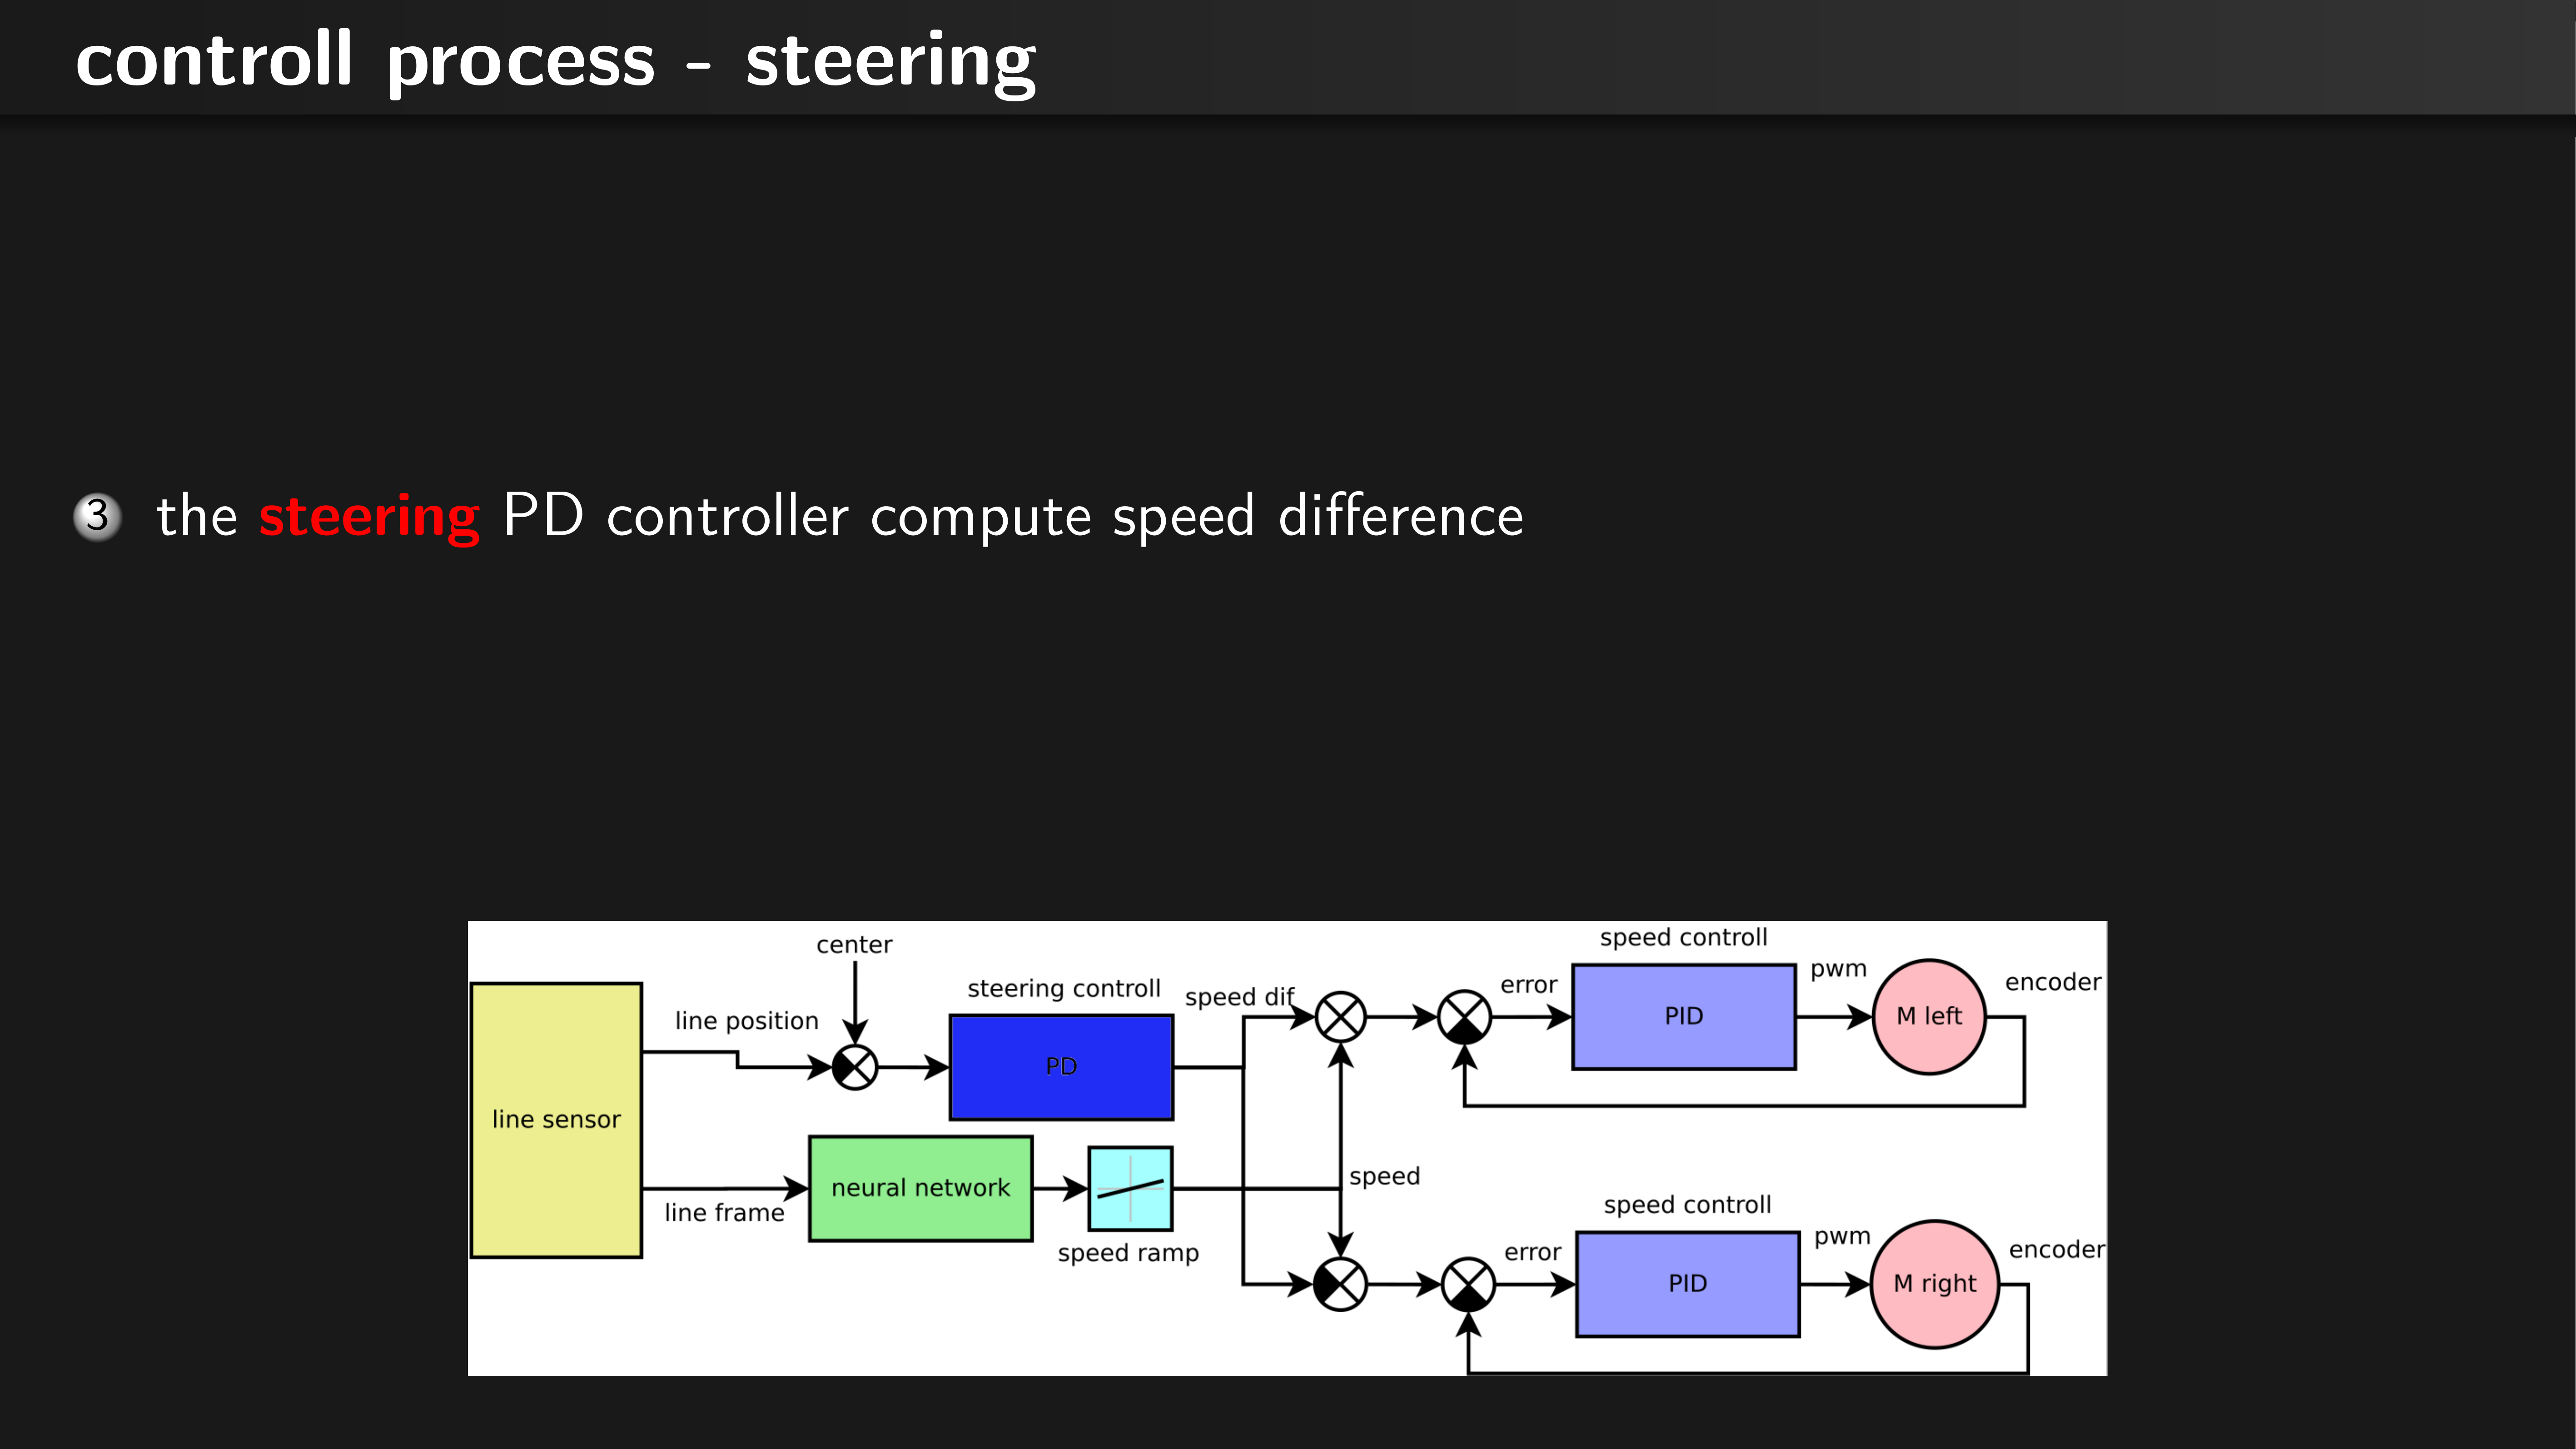 controll process - steering
3 the steering PD controller compute speed difference
center
speed controll
steering controll
speed dif
error
pwm
encoder
line position
PID
M left
PD
line sensor
neural network
speed
line frame
speed ramp
speed controll
error
pwm
encoder
PID
M right